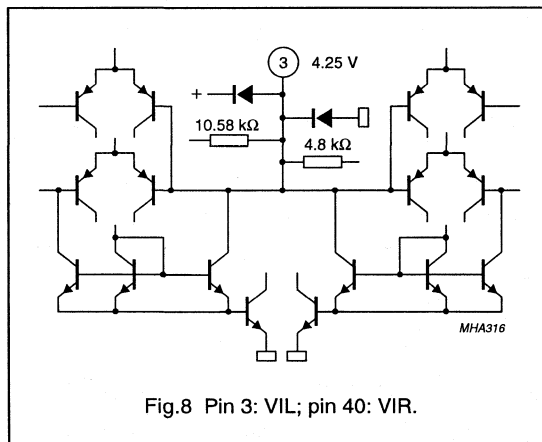 3 4.25 V
+
10.58 kΩ
4.8 kΩ
MHA316
Fig.8 Pin 3: VIL; pin 40: VIR.